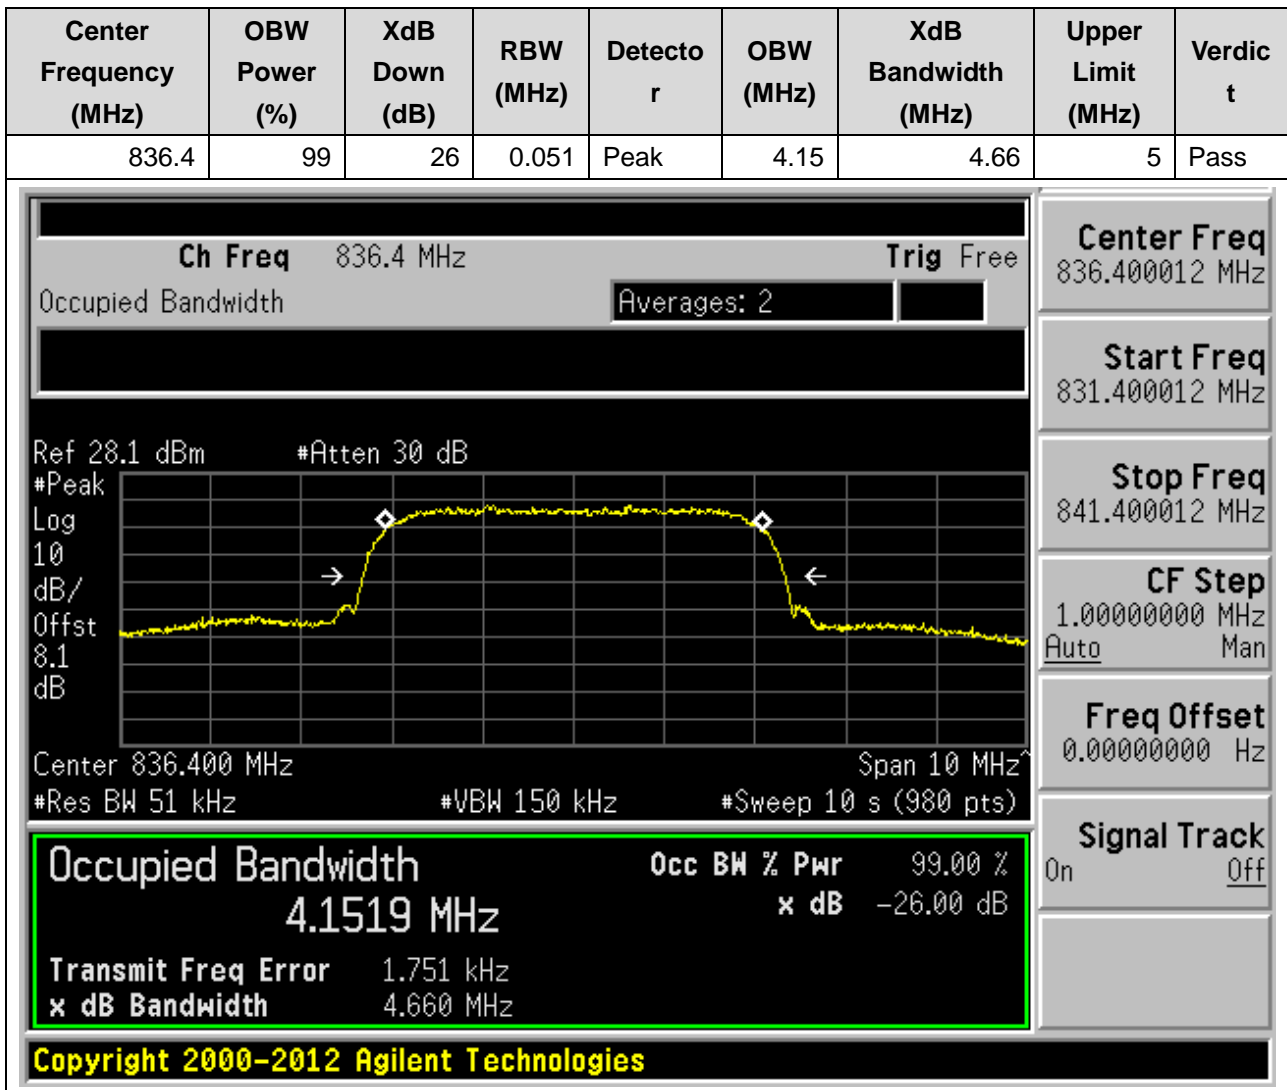 Center Frequency (MHz) OBW Power (%) XdB Down (dB) RBW (MHz) Detecto r OBW (MHz) XdB Bandwidth (MHz) Upper Limit (MHz) Verdic t
836.4 99 26 0.051 Peak 4.15 4.66 5 Pass
Ch Freq 836.4 MHz Trig Free
Occupied Bandwidth Averages: 2
Ref 28.1 dBm #Atten 30 dB
#Peak
Log
10
dB/
Offst
8.1
dB
Center 836.400 MHz Span 10 MHz^
#Res BW 51 kHz #VBW 150 kHz #Sweep 10 s (980 pts)
Occupied Bandwidth
4.1519 MHz
Occ BW % Pwr 99.00 %
x dB -26.00 dB
Transmit Freq Error 1.751 kHz
x dB Bandwidth 4.660 MHz
Copyright 2000-2012 Agilent Technologies
Center Freq
836.400012 MHz
Start Freq
831.400012 MHz
Stop Freq
841.400012 MHz
CF Step
1.00000000 MHz
Auto Man
Freq Offset
0.00000000 Hz
Signal Track
On Off